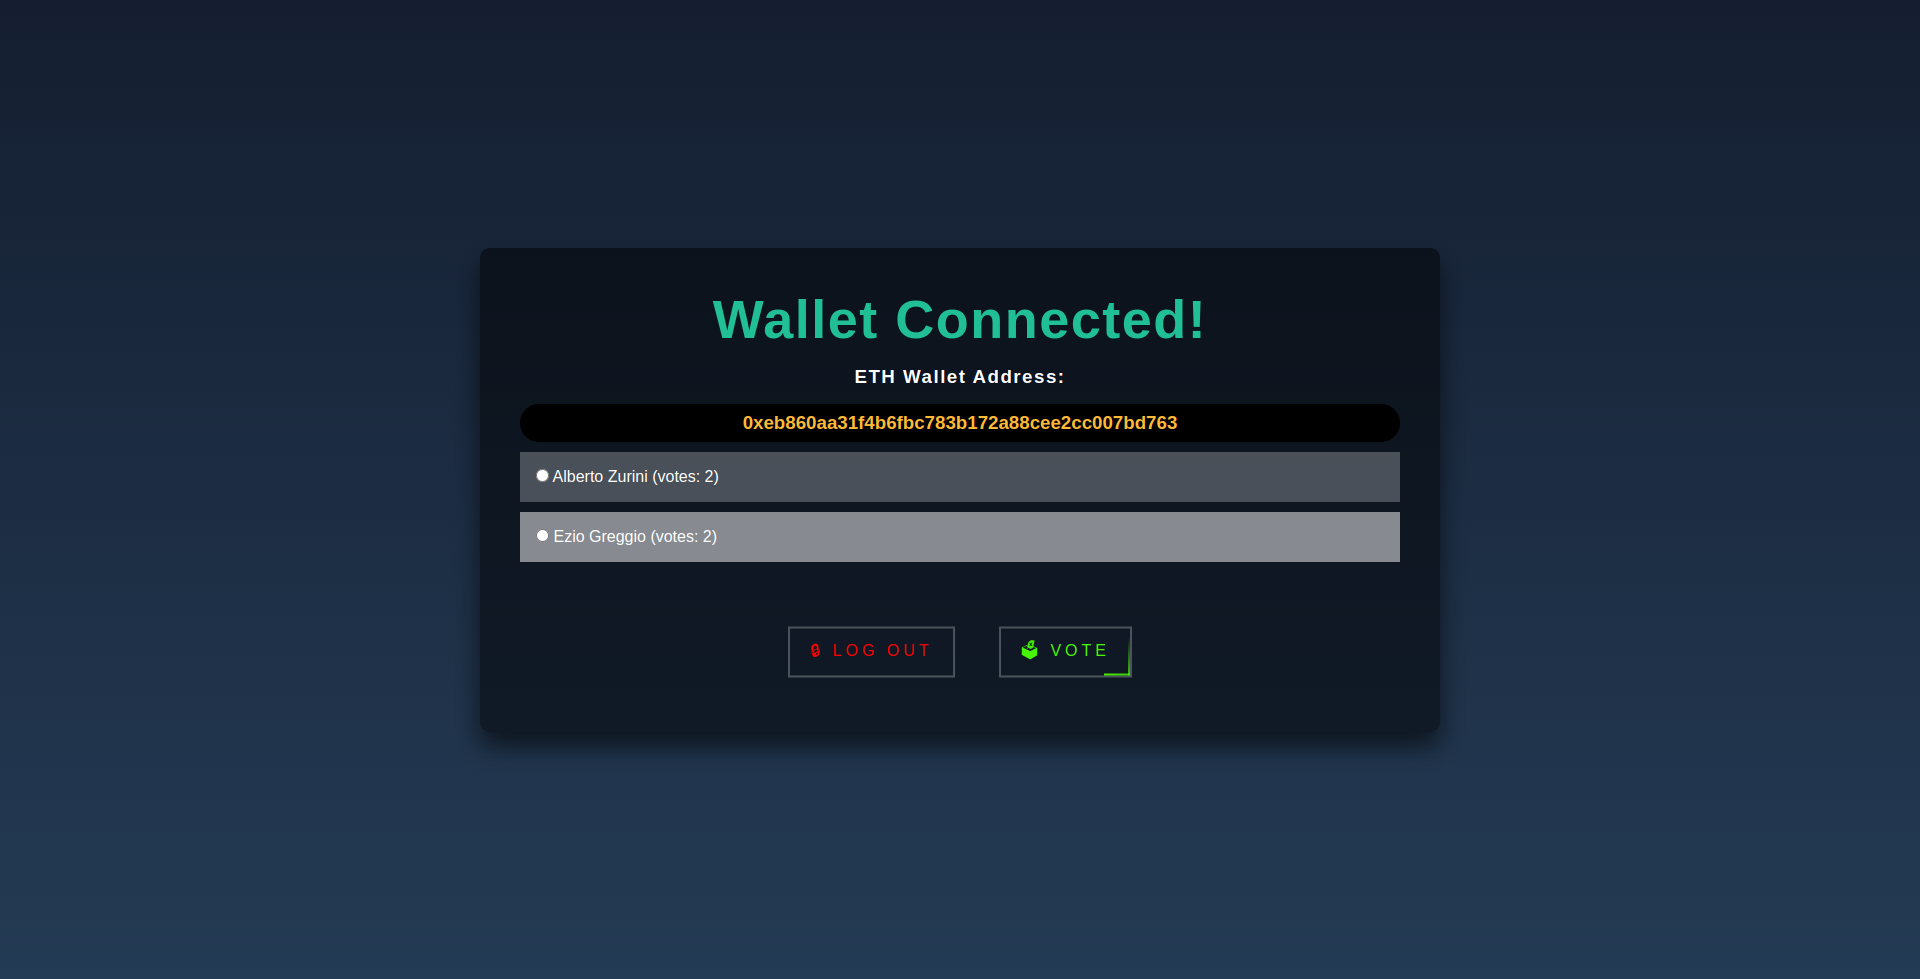 Wallet Connected!
ETH Wallet Address:
0xeb860aa31f4b6fbc783b172a88cee2cc007bd763
Alberto Zurini (votes: 2)
Ezio Greggio (votes: 2)
LOG OUT
VOTE